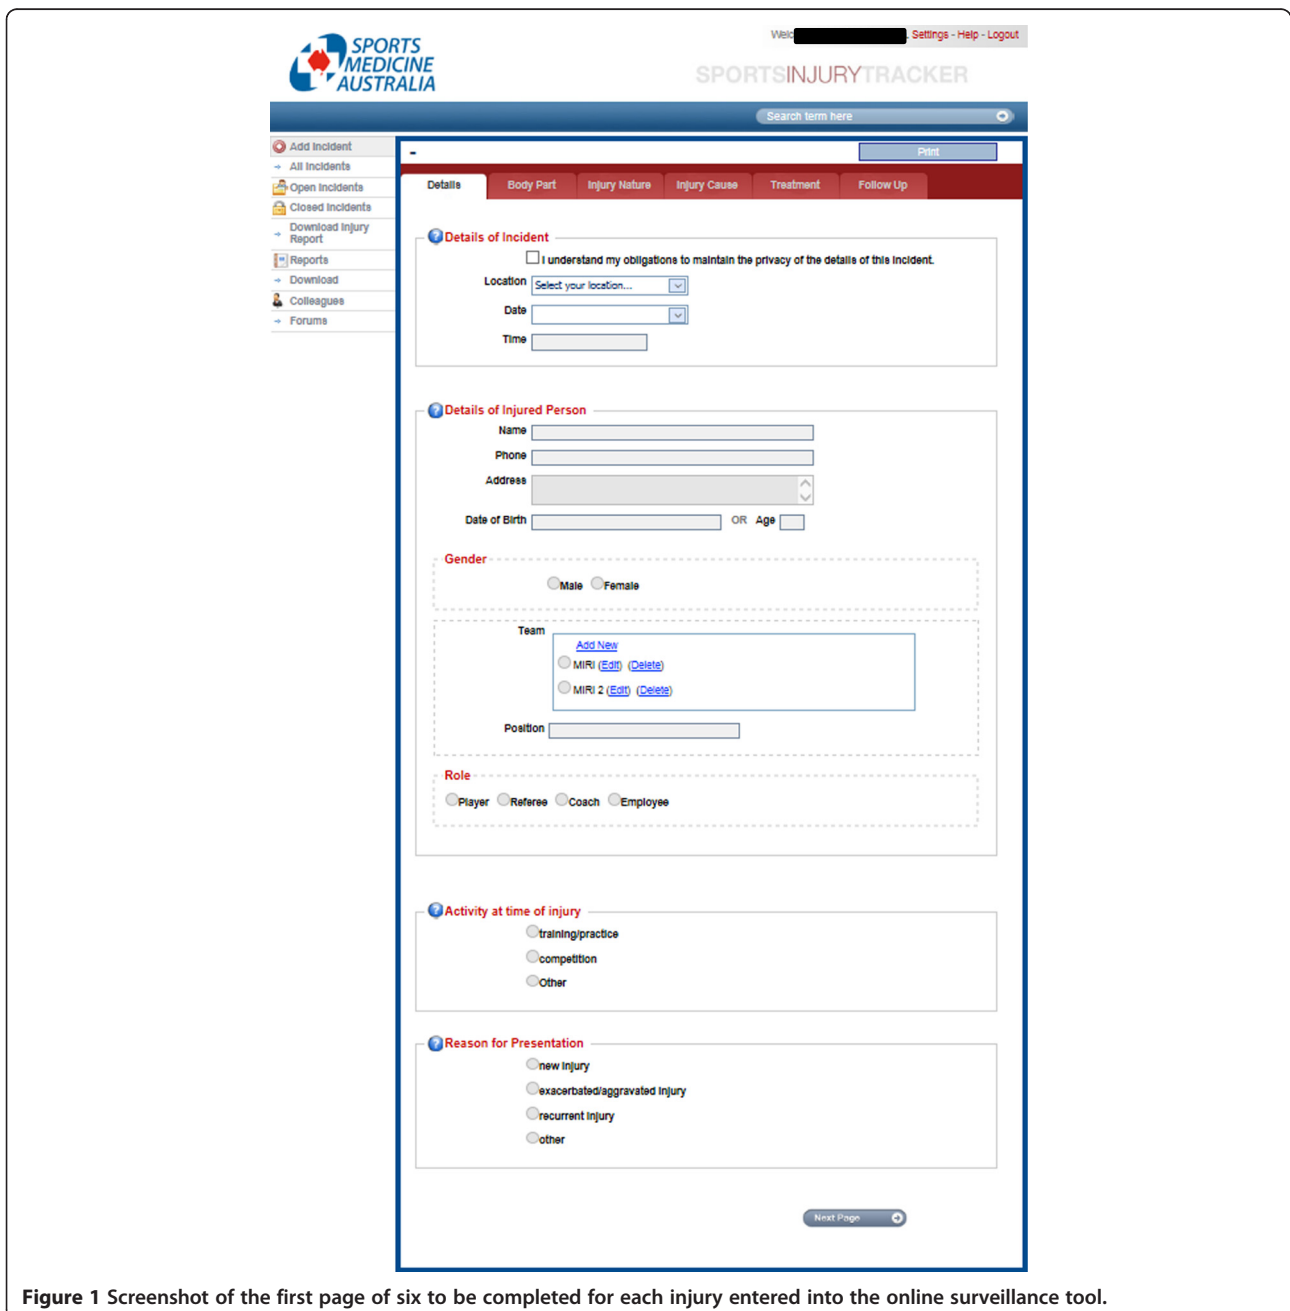 SPORTS
MEDICINE
AUSTRALIA
Welc
Settings - Help - Logout
SPORTSINJURYTRACKER
Search term here
Add Incident
All Incidents
Open Incidents
Closed Incidents
Download Injury
Report
Reports
Download
Colleagues
Forums
-
Print
Details Body Part Injury Nature Injury Cause Treatment Follow Up
? Details of Incident
I understand my obligations to maintain the privacy of the details of this incident.
Location Select your location...
Date
Time
? Details of Injured Person
Name
Phone
Address
Date of Birth OR Age
Gender
Male Female
Team
Add New
MIRI (Edit) (Delete)
MIRI 2 (Edit) (Delete)
Position
Role
Player Referee Coach Employee
? Activity at time of injury
training/practice
competition
Other
? Reason for Presentation
new injury
exacerbated/aggravated injury
recurrent injury
other
Next Page
Figure 1 Screenshot of the first page of six to be completed for each injury entered into the online surveillance tool.